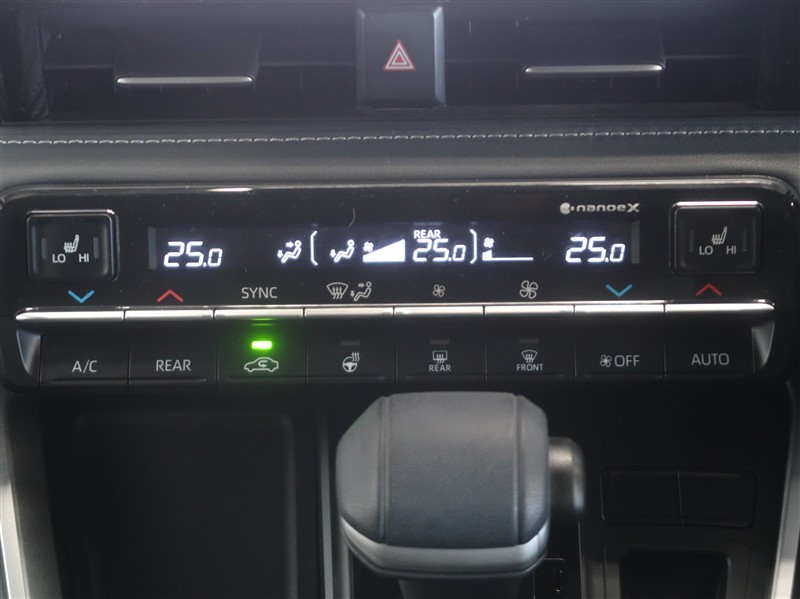 nanoeX
LO HI
25.0
REAR
25.0
25.0
LO HI
SYNC
A/C
REAR
REAR
FRONT
OFF
AUTO